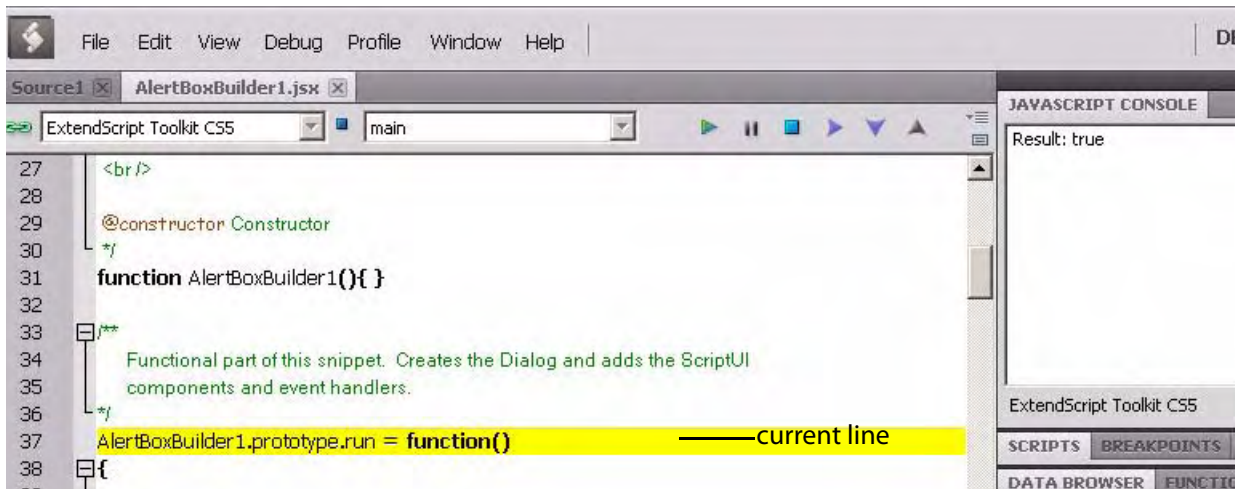 File Edit View Debug Profile Window Help
Source1 AlertBoxBuilder1.jsx
ExtendScript Toolkit CS5 main
27 <br />
28
29 @constructor Constructor
30 */
31 function AlertBoxBuilder1(){ }
32
33 /**
34 Functional part of this snippet. Creates the Dialog and adds the ScriptUI
35 components and event handlers.
36 */
37 AlertBoxBuilder1.prototype.run = function() current line
38 {
JAVASCRIPT CONSOLE
Result: true
ExtendScript Toolkit CS5
SCRIPTS BREAKPOINTS
DATA BROWSER